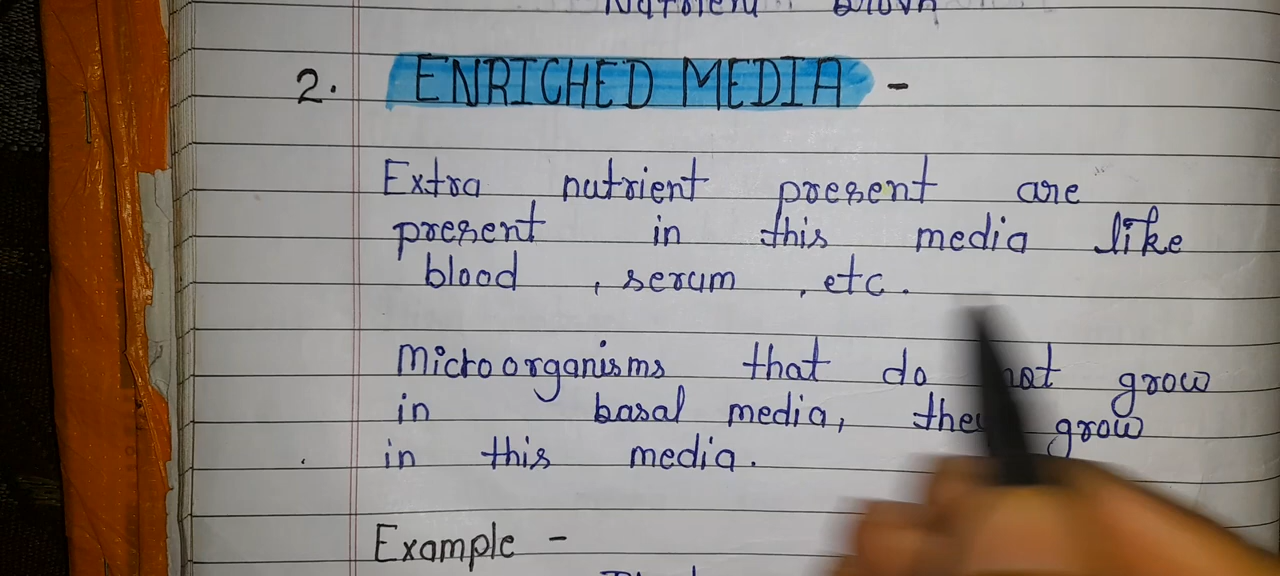 2. ENRICHED MEDIA -
Extra nutrient present are
present in this media like
blood , serum , etc.
Microorganisms that do not grow
in basal media, they grow
in this media.
Example -